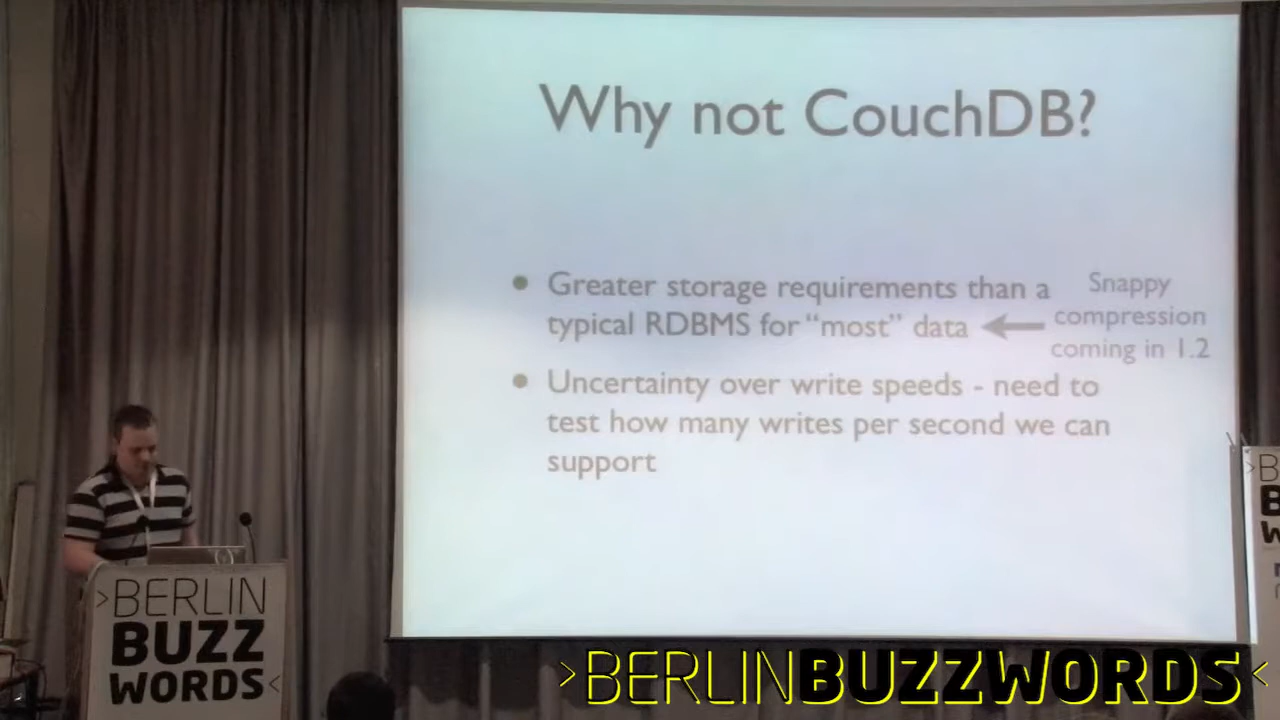 Why not CouchDB?
• Greater storage requirements than a
typical RDBMS for “most” data
Snappy
compression
coming in 1.2
• Uncertainty over write speeds - need to
test how many writes per second we can
support
>BERLIN
BUZZ
WORDS<
>BERLINBUZZWORDS<